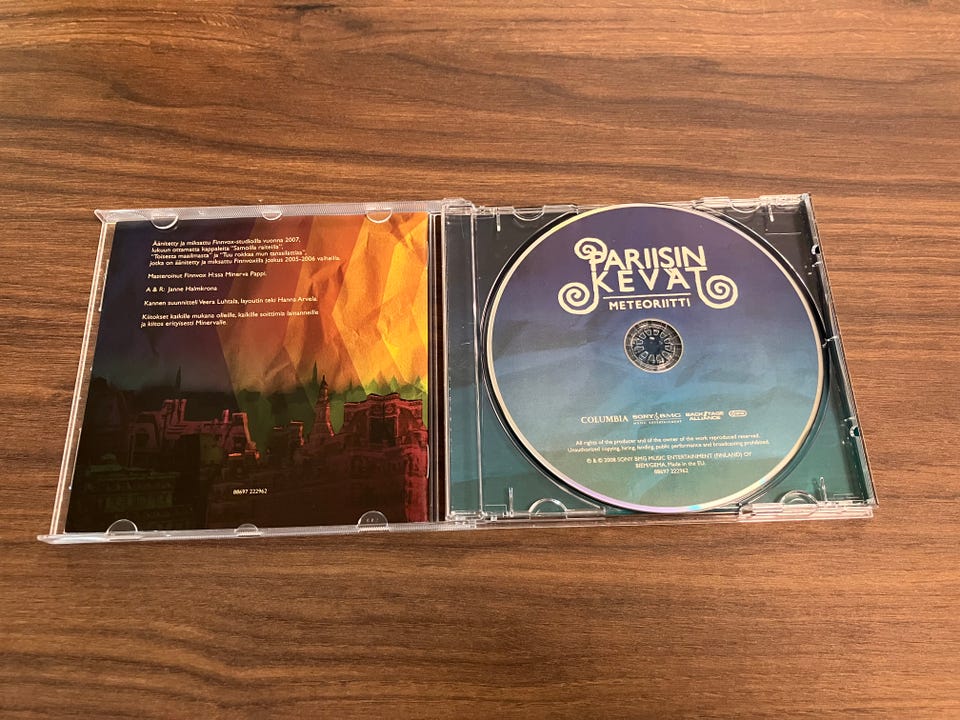 Äänitetty ja miksattu Finnvox-studioilla vuonna 2007,
lukuun ottamatta kappaleita "Samoilla raiteilla",
"Toisesta maailmasta" ja "Tuu rokkaa mun tanssilattiaa",
jotka on äänitetty ja miksattu Finnvoxilla joskus 2005-2006 vaiheilla.
Masteroinut Finnvox H:ssa Minerva Pappi.
A & R: Janne Halmkrona
Kannen suunnitteli Veera Luhtala, layoutin teki Hanna Arvela.
Kiitokset kaikille mukana olleille, kaikille soittimia lainanneille
ja kiitos erityisesti Minervalle.
88697 222962
PARIISIN
KEVÄT
METEORIITTI
COLUMBIA SONY BMG MUSIC ENTERTAINMENT BACKSTAGE ALLIANCE
All rights of the producer and of the owner of the work reproduced reserved.
Unauthorized copying, hiring, lending, public performance and broadcasting prohibited.
℗ & © 2008 SONY BMG MUSIC ENTERTAINMENT (FINLAND) OY
BIEM/GEMA. Made in the EU.
88697 222962